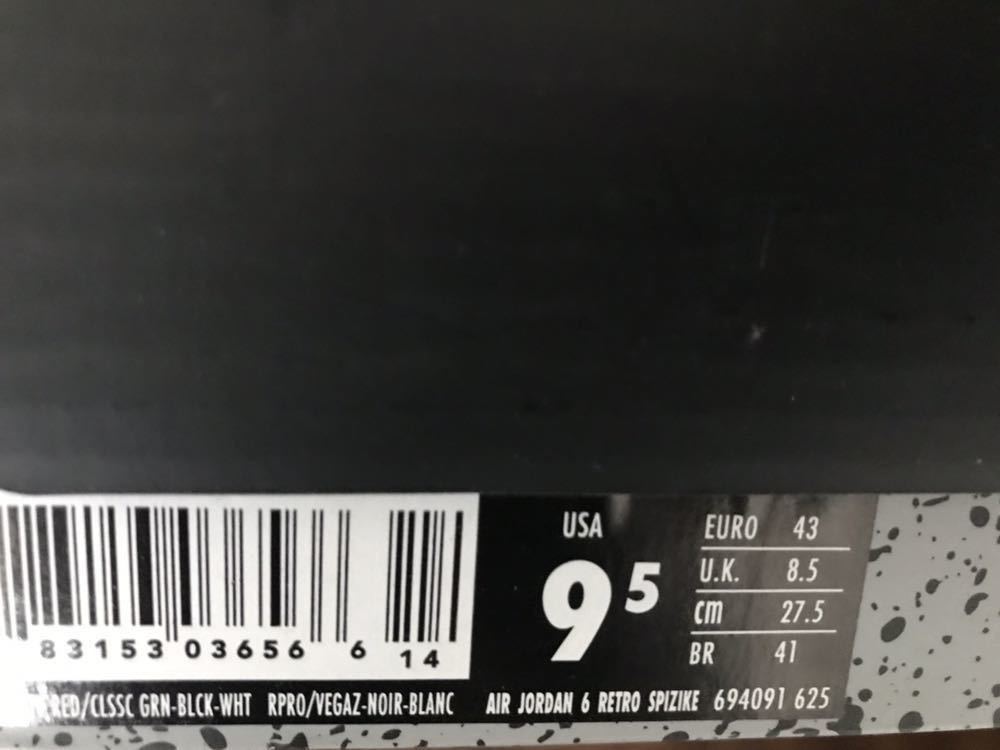 USA
9 5
EURO 43
U.K. 8.5
cm 27.5
BR 41
83153 03656 6 14
RED/CLSSC GRN-BLCK-WHT RPRO/VEGAZ-NOIR-BLANC AIR JORDAN 6 RETRO SPIZIKE 694091 625